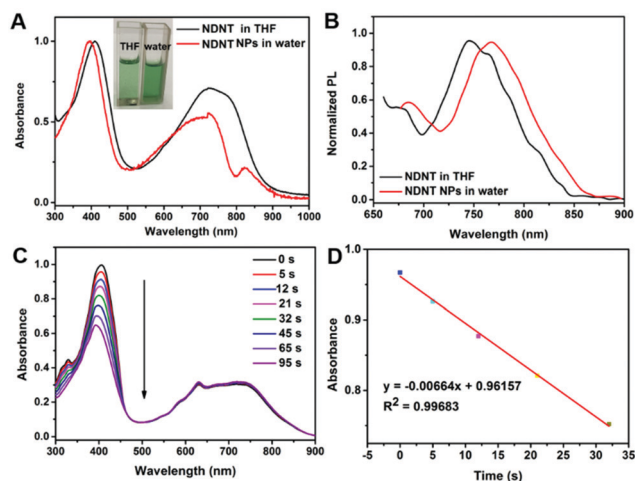 A
THF
water
NDNT in THF
NDNT NPs in water
Absorbance
1.0
0.5
0.0
300 400 500 600 700 800 900 1000
Wavelength (nm)
B
Normalized PL
1.0
0.8
0.6
0.4
0.2
0.0
NDNT in THF
NDNT NPs in water
660 700 750 800 850 900
Wavelength (nm)
C
Absorbance
1.0
0.8
0.6
0.4
0.2
0.0
0 s
5 s
12 s
21 s
32 s
45 s
65 s
95 s
300 400 500 600 700 800 900
Wavelength (nm)
D
Absorbance
1.0
0.9
0.8
0.7
y = -0.00664x + 0.96157
R² = 0.99683
-5 0 5 10 15 20 25 30 35
Time (s)